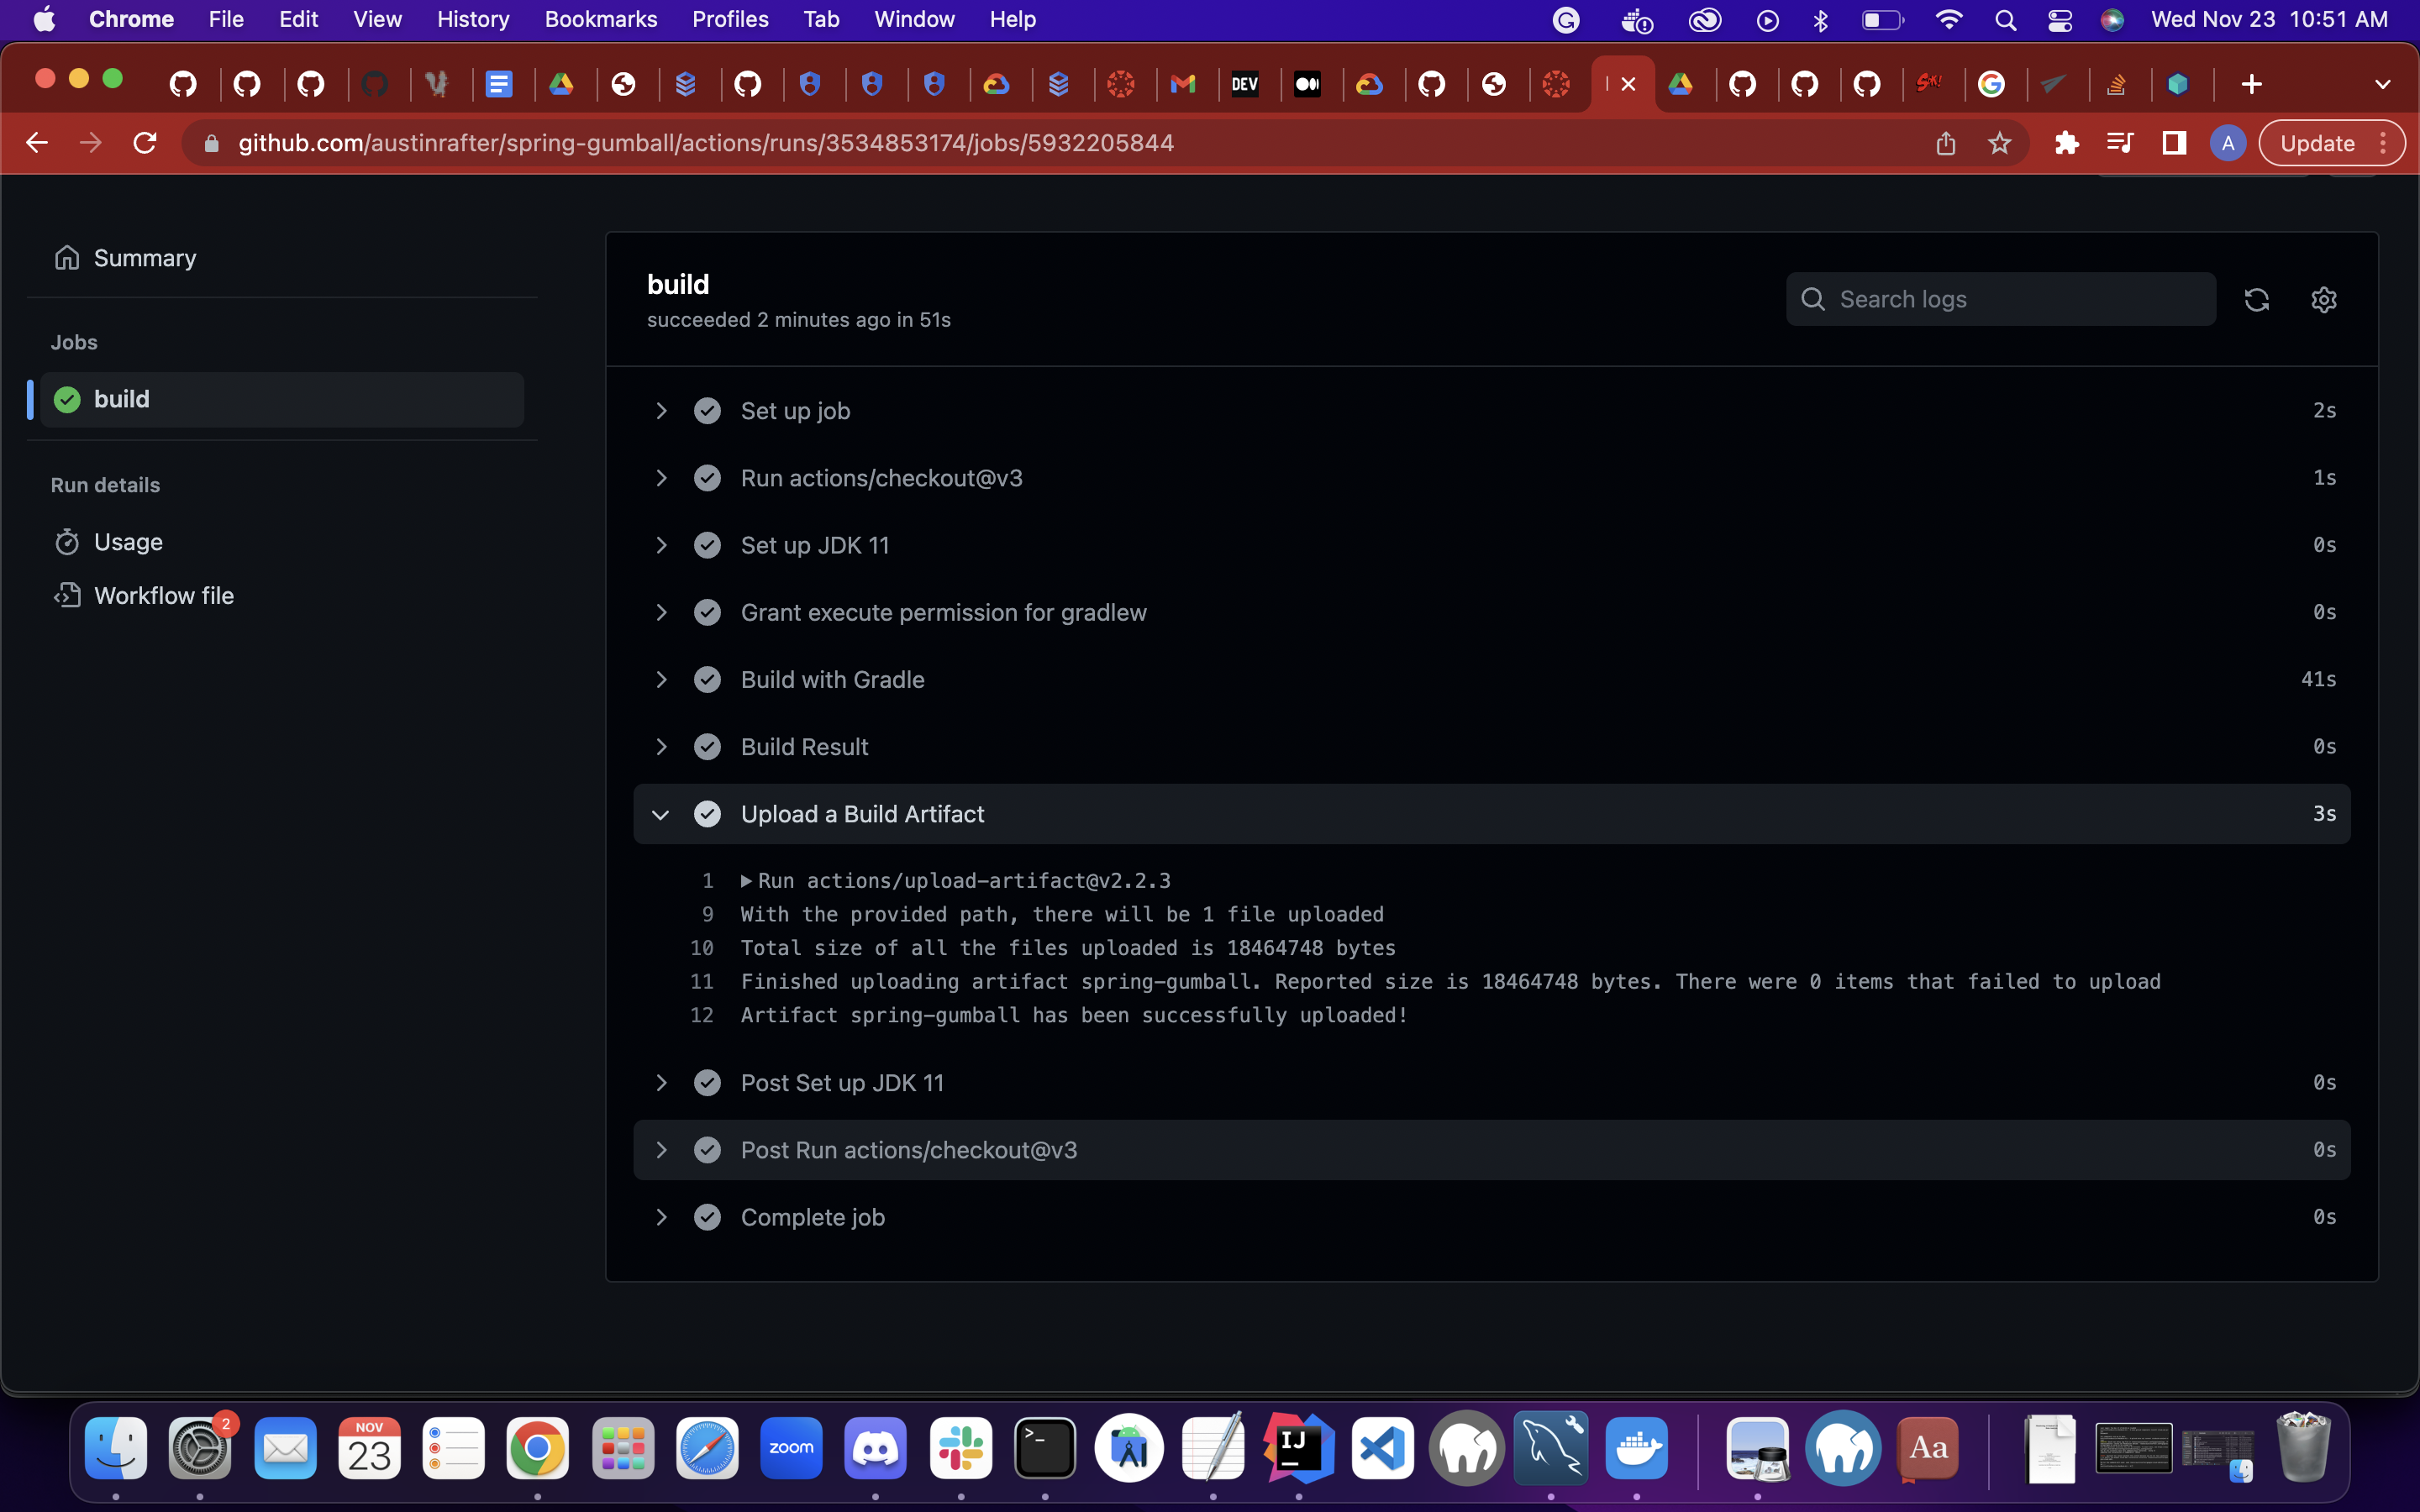 Chrome File Edit View History Bookmarks Profiles Tab Window Help Wed Nov 23 10:51 AM
DEV
SK!
github.com/austinrafter/spring-gumball/actions/runs/3534853174/jobs/5932205844
A
Update
Summary
Jobs
build
Run details
Usage
Workflow file
build
succeeded 2 minutes ago in 51s
Search logs
Set up job 2s
Run actions/checkout@v3 1s
Set up JDK 11 0s
Grant execute permission for gradlew 0s
Build with Gradle 41s
Build Result 0s
Upload a Build Artifact 3s
1 Run actions/upload-artifact@v2.2.3
9 With the provided path, there will be 1 file uploaded
10 Total size of all the files uploaded is 18464748 bytes
11 Finished uploading artifact spring-gumball. Reported size is 18464748 bytes. There were 0 items that failed to upload
12 Artifact spring-gumball has been successfully uploaded!
Post Set up JDK 11 0s
Post Run actions/checkout@v3 0s
Complete job 0s
2
NOV
23
zoom
>_
IJ
Aa